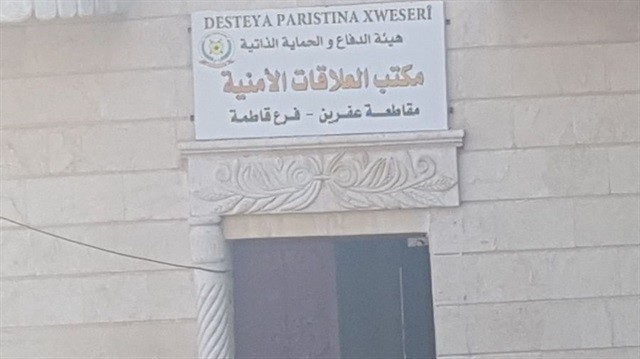 DESTEYA PARISTINA XWESERÎ
هيئة الدفاع و الحماية الذاتية
مكتب العلاقات الأمنية
مقاطعة عفرين - فرع قاطمة